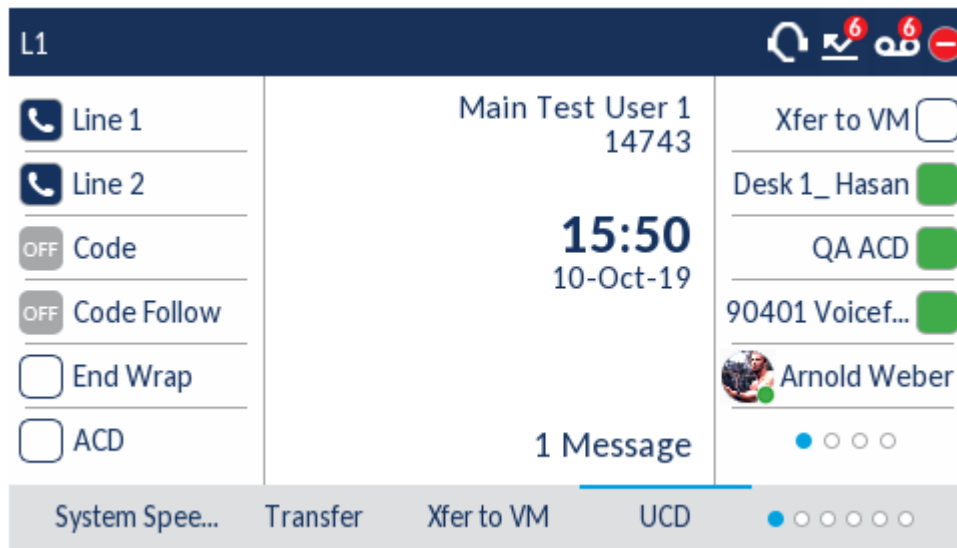 L1
6
6
Line 1
Line 2
OFF Code
OFF Code Follow
End Wrap
ACD
Main Test User 1
14743
15:50
10-Oct-19
1 Message
Xfer to VM
Desk 1_ Hasan
QA ACD
90401 Voicef...
Arnold Weber
System Spee...
Transfer
Xfer to VM
UCD